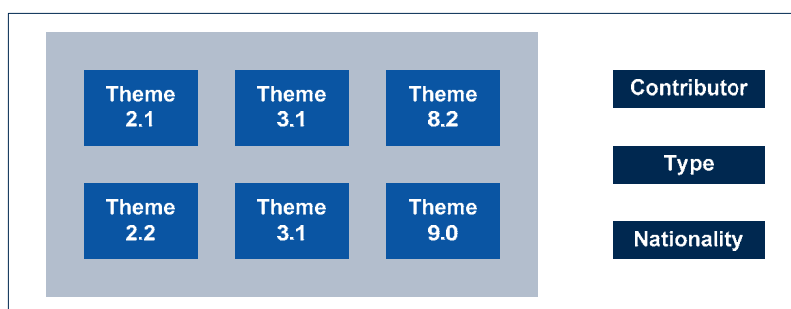 Theme
2.1
Theme
3.1
Theme
8.2
Contributor
Type
Theme
2.2
Theme
3.1
Theme
9.0
Nationality